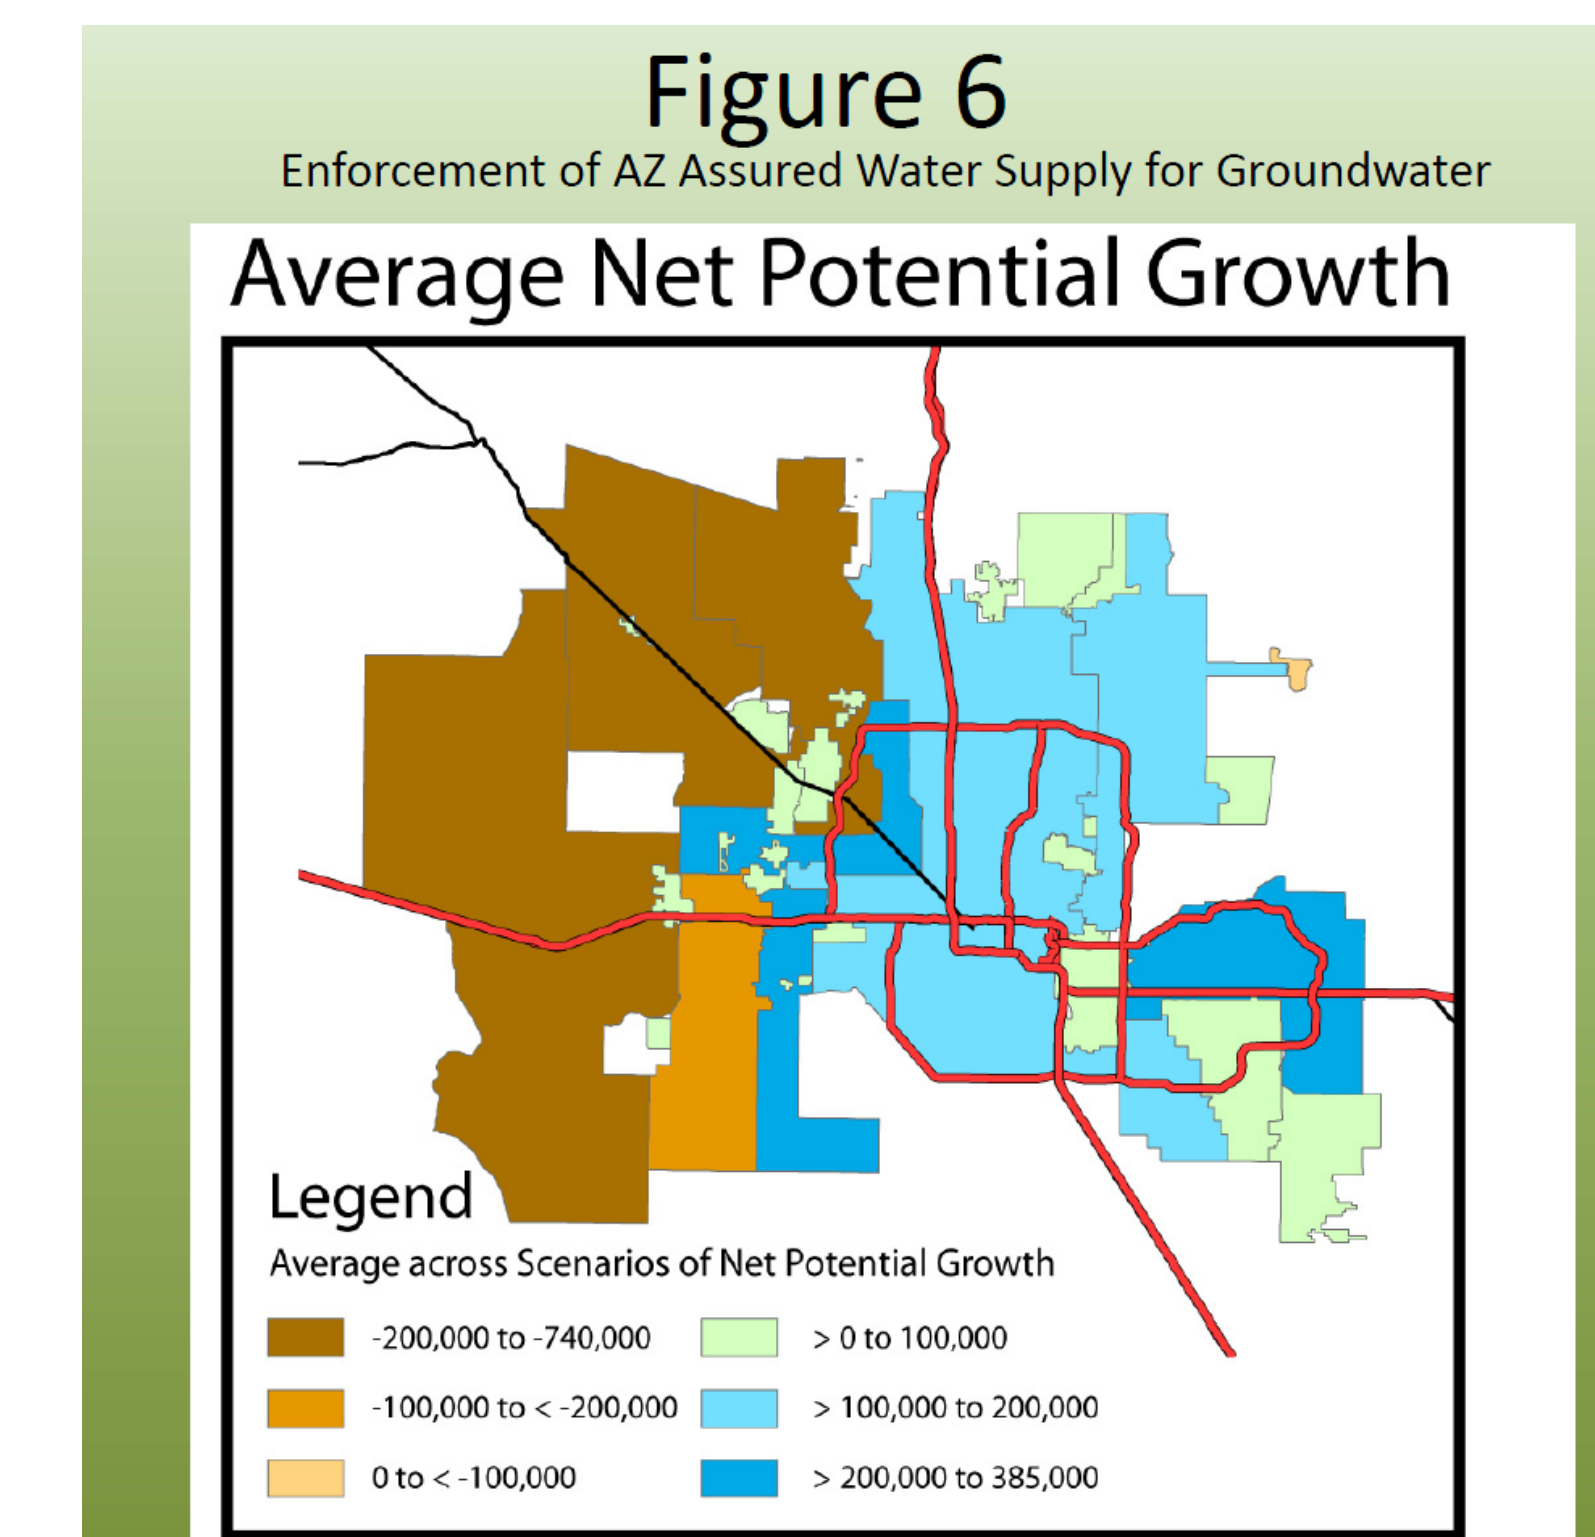 Figure 6
Enforcement of AZ Assured Water Supply for Groundwater
Average Net Potential Growth
Legend
Average across Scenarios of Net Potential Growth
-200,000 to -740,000
-100,000 to < -200,000
0 to < -100,000
> 0 to 100,000
> 100,000 to 200,000
> 200,000 to 385,000